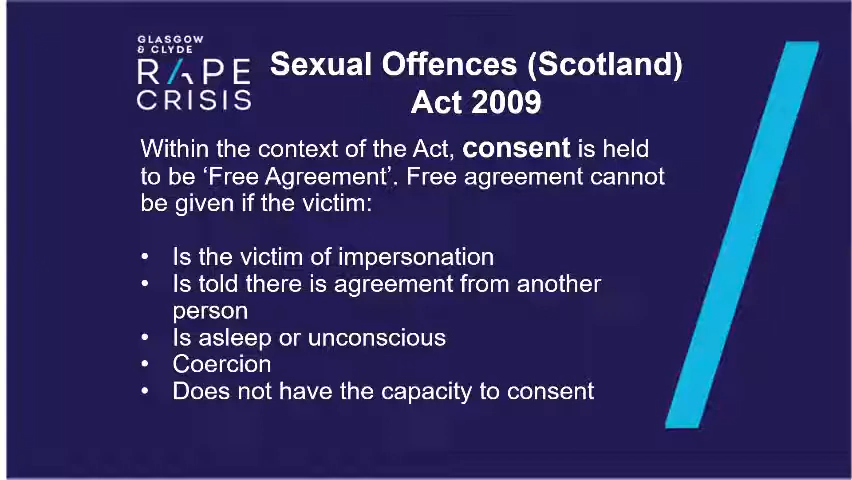 GLASGOW
& CLYDE
RAPE
CRISIS
Sexual Offences (Scotland)
Act 2009
Within the context of the Act, consent is held
to be ‘Free Agreement’. Free agreement cannot
be given if the victim:
• Is the victim of impersonation
• Is told there is agreement from another
person
• Is asleep or unconscious
• Coercion
• Does not have the capacity to consent